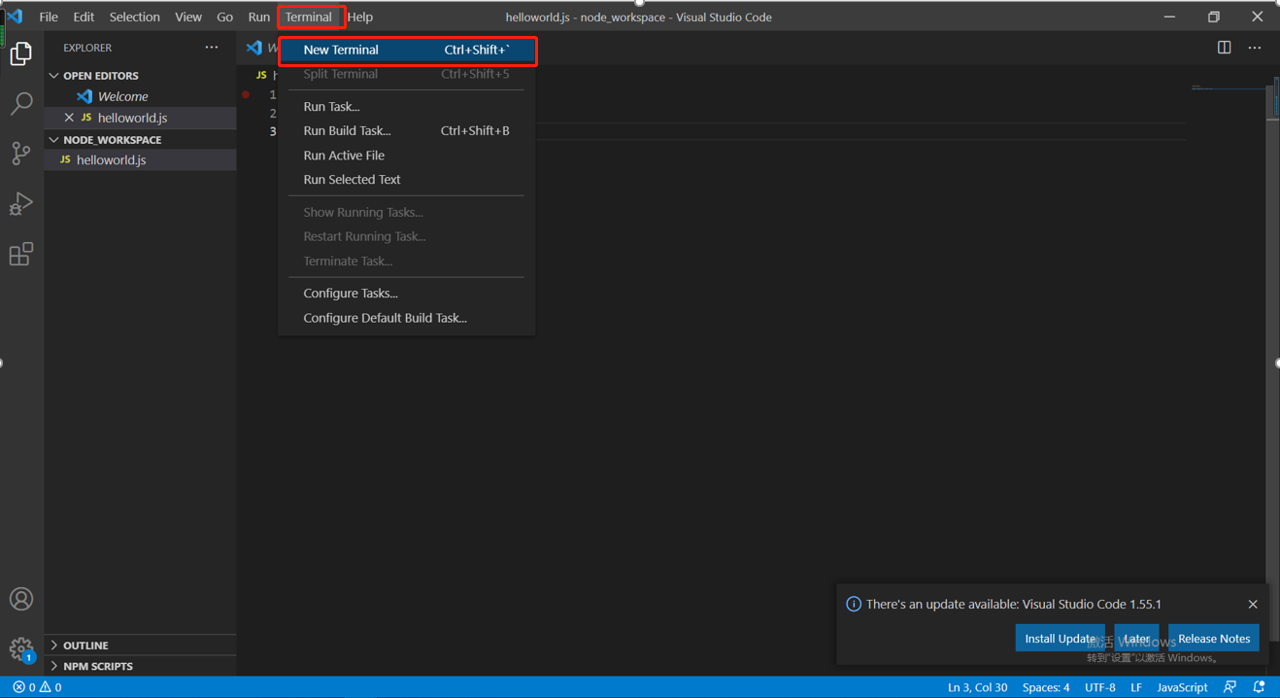 File Edit Selection View Go Run Terminal Help helloworld.js - node_workspace - Visual Studio Code
EXPLORER
New Terminal Ctrl+Shift+`
OPEN EDITORS
JS
Split Terminal Ctrl+Shift+5
Welcome
1
JS helloworld.js
Run Task...
2
Run Build Task... Ctrl+Shift+B
3
NODE_WORKSPACE
Run Active File
JS helloworld.js
Run Selected Text
Show Running Tasks...
Restart Running Task...
Terminate Task...
Configure Tasks...
Configure Default Build Task...
There's an update available: Visual Studio Code 1.55.1
Install Update Later Release Notes
激活 Windows
转到"设置"以激活 Windows。
OUTLINE
1
NPM SCRIPTS
0 0 Ln 3, Col 30 Spaces: 4 UTF-8 LF JavaScript